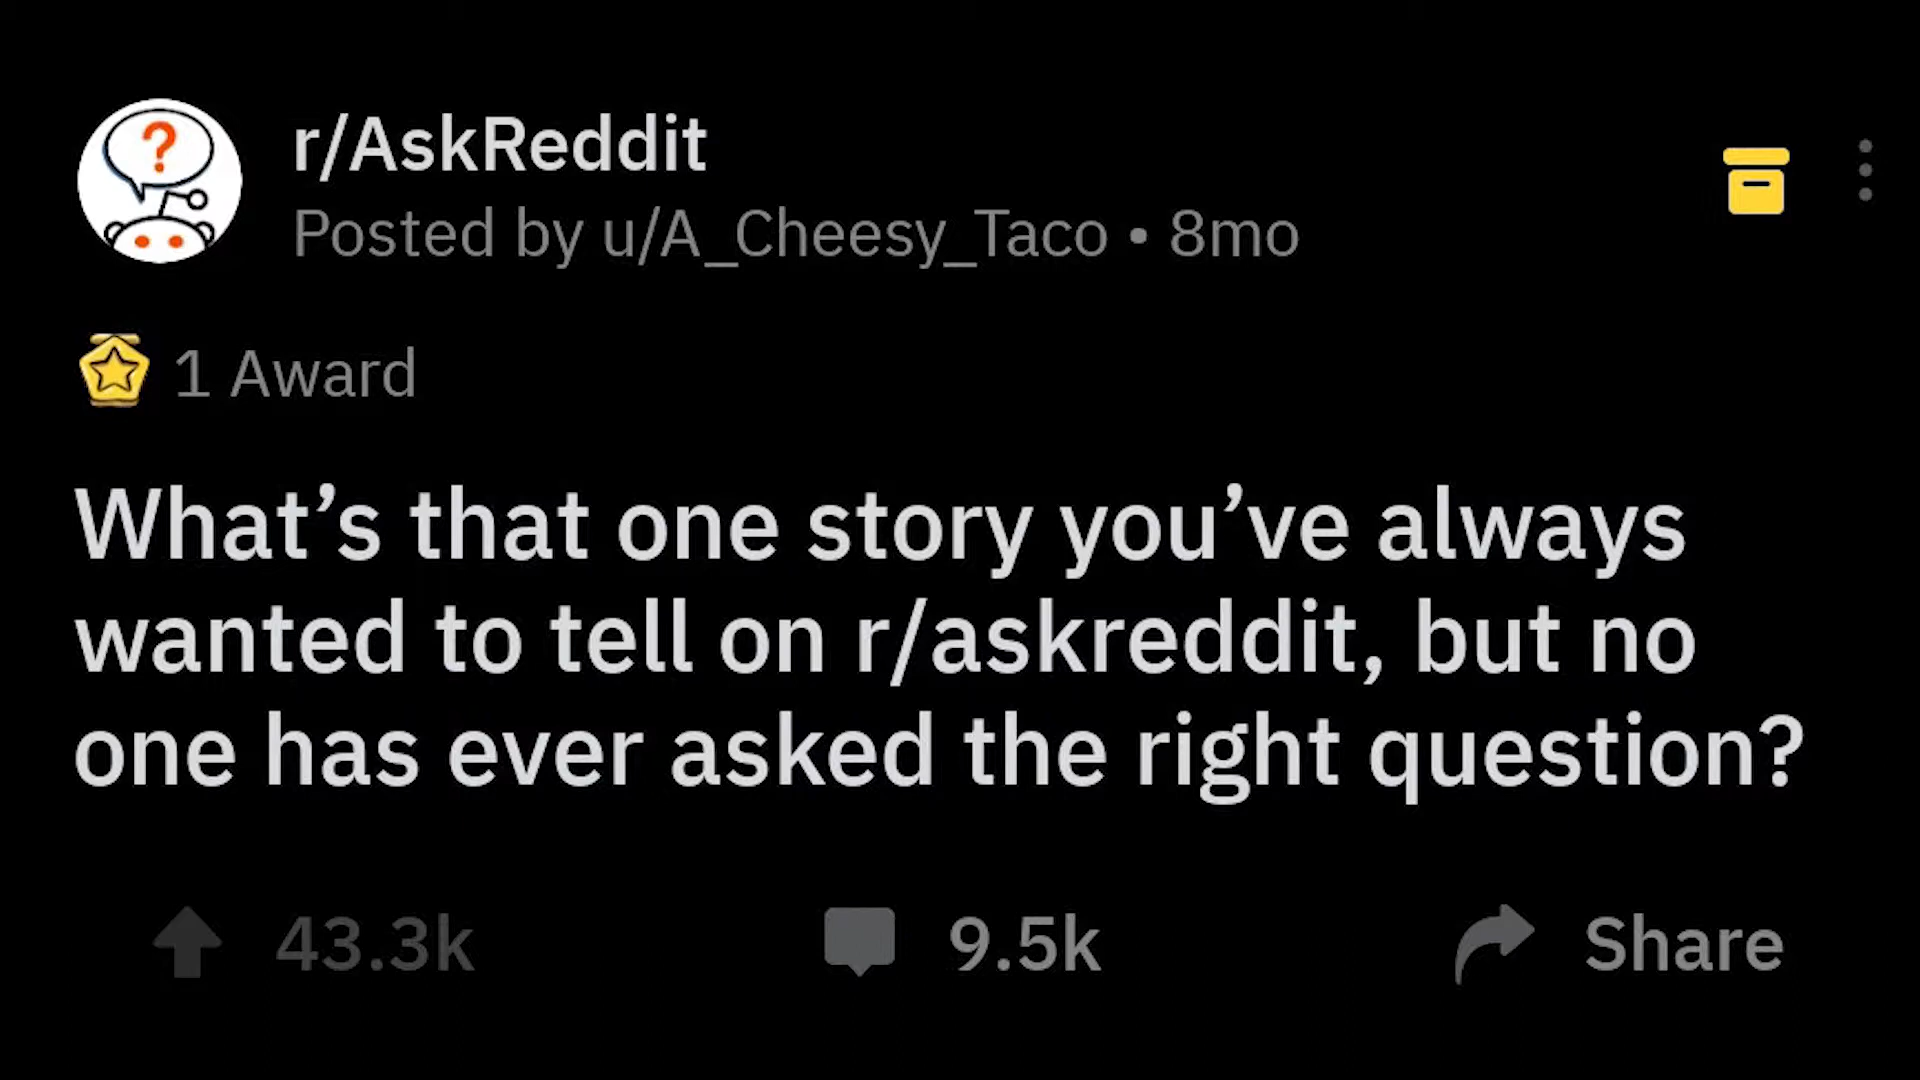 ?
r/AskReddit
Posted by u/A_Cheesy_Taco • 8mo
1 Award
What’s that one story you’ve always
wanted to tell on r/askreddit, but no
one has ever asked the right question?
43.3k
9.5k
Share